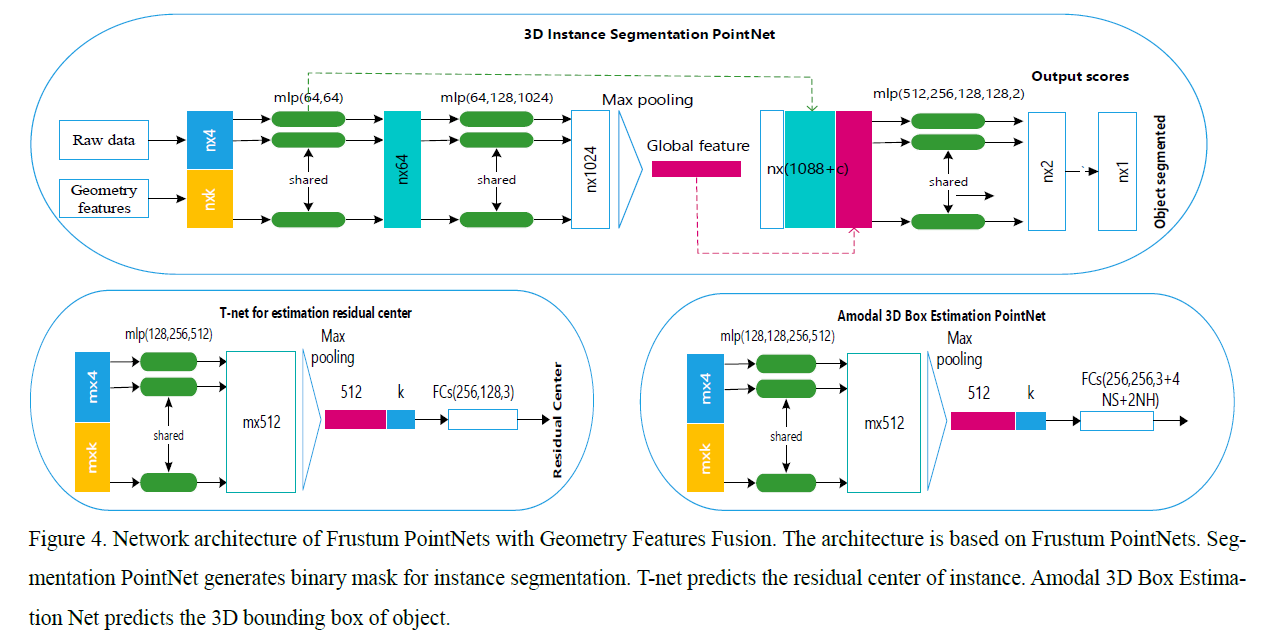 3D Instance Segmentation PointNet
Output scores
mlp(64,64)
mlp(64,128,1024)
Max pooling
mlp(512,256,128,128,2)
Raw data
Geometry
features
nx4
nxk
shared
nx64
shared
nx1024
Global feature
nx(1088+c)
shared
nx2
nx1
Object segmented
T-net for estimation residual center
mlp(128,256,512)
Max
pooling
mx4
mxk
shared
mx512
512
k
FCs(256,128,3)
Residual Center
Amodal 3D Box Estimation PointNet
mlp(128,128,256,512)
Max
pooling
mx4
mxk
shared
mx512
512
k
FCs(256,256,3+4
NS+2NH)
Figure 4. Network architecture of Frustum PointNets with Geometry Features Fusion. The architecture is based on Frustum PointNets. Seg-
mentation PointNet generates binary mask for instance segmentation. T-net predicts the residual center of instance. Amodal 3D Box Estima-
tion Net predicts the 3D bounding box of object.